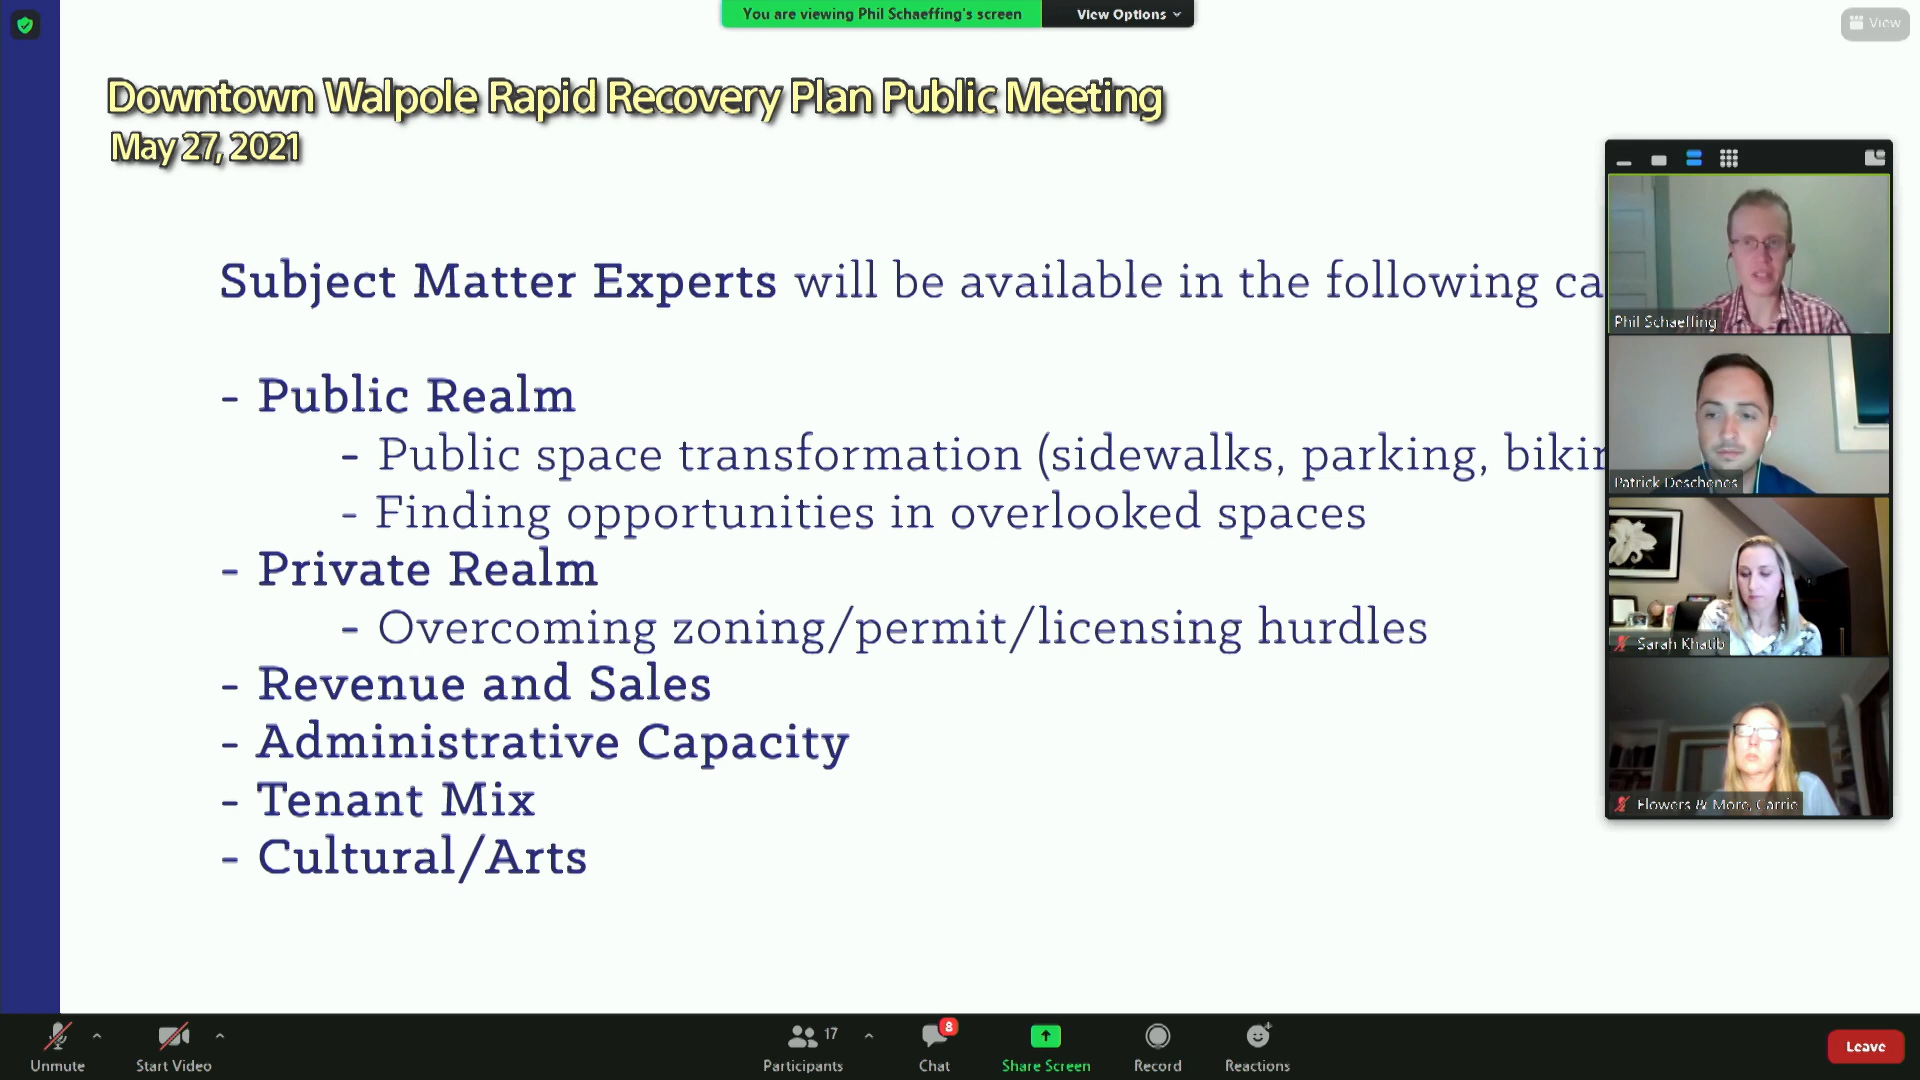 You are viewing Phil Schaeffing's screen
View Options
View
Downtown Walpole Rapid Recovery Plan Public Meeting
May 27, 2021
Subject Matter Experts will be available in the following ca
- Public Realm
- Public space transformation (sidewalks, parking, bikin
- Finding opportunities in overlooked spaces
- Private Realm
- Overcoming zoning/permit/licensing hurdles
- Revenue and Sales
- Administrative Capacity
- Tenant Mix
- Cultural/Arts
Phil Schaeffing
Patrick Deschenes
Sarah Khatib
Flowers & More, Carrie
Unmute
Start Video
17
Participants
8
Chat
Share Screen
Record
Reactions
Leave